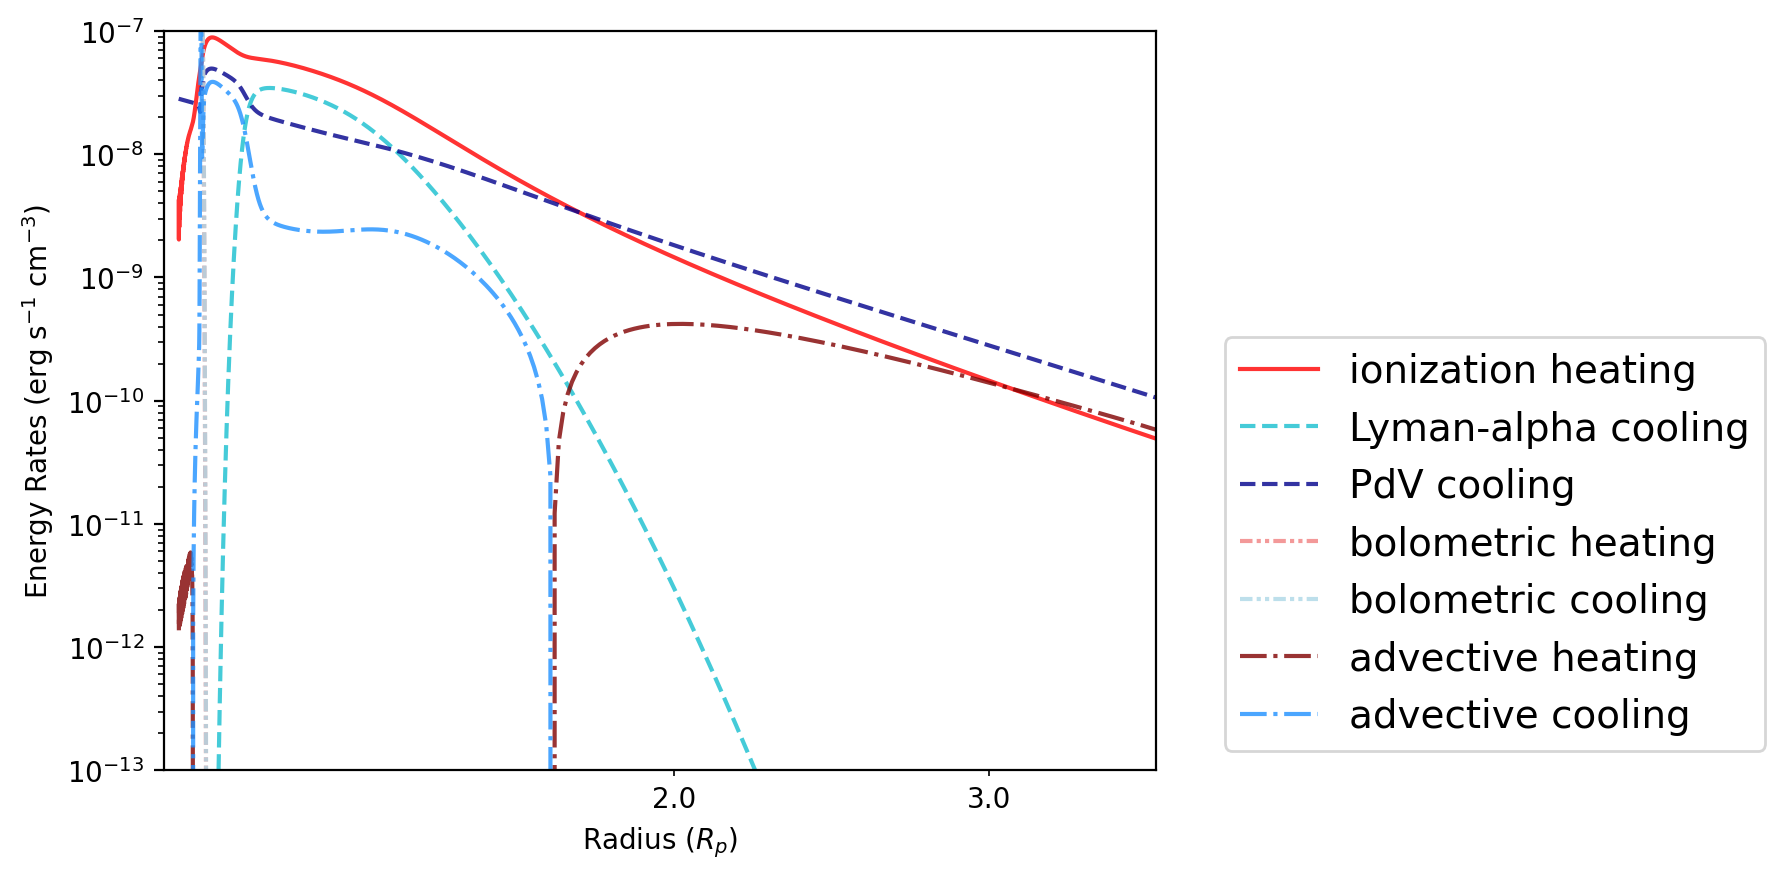 10⁻⁷
10⁻⁸
10⁻⁹
10⁻¹⁰
10⁻¹¹
10⁻¹²
10⁻¹³
Energy Rates (erg s⁻¹ cm⁻³)
2.0 3.0
Radius (Rₚ)
ionization heating
Lyman-alpha cooling
PdV cooling
bolometric heating
bolometric cooling
advective heating
advective cooling